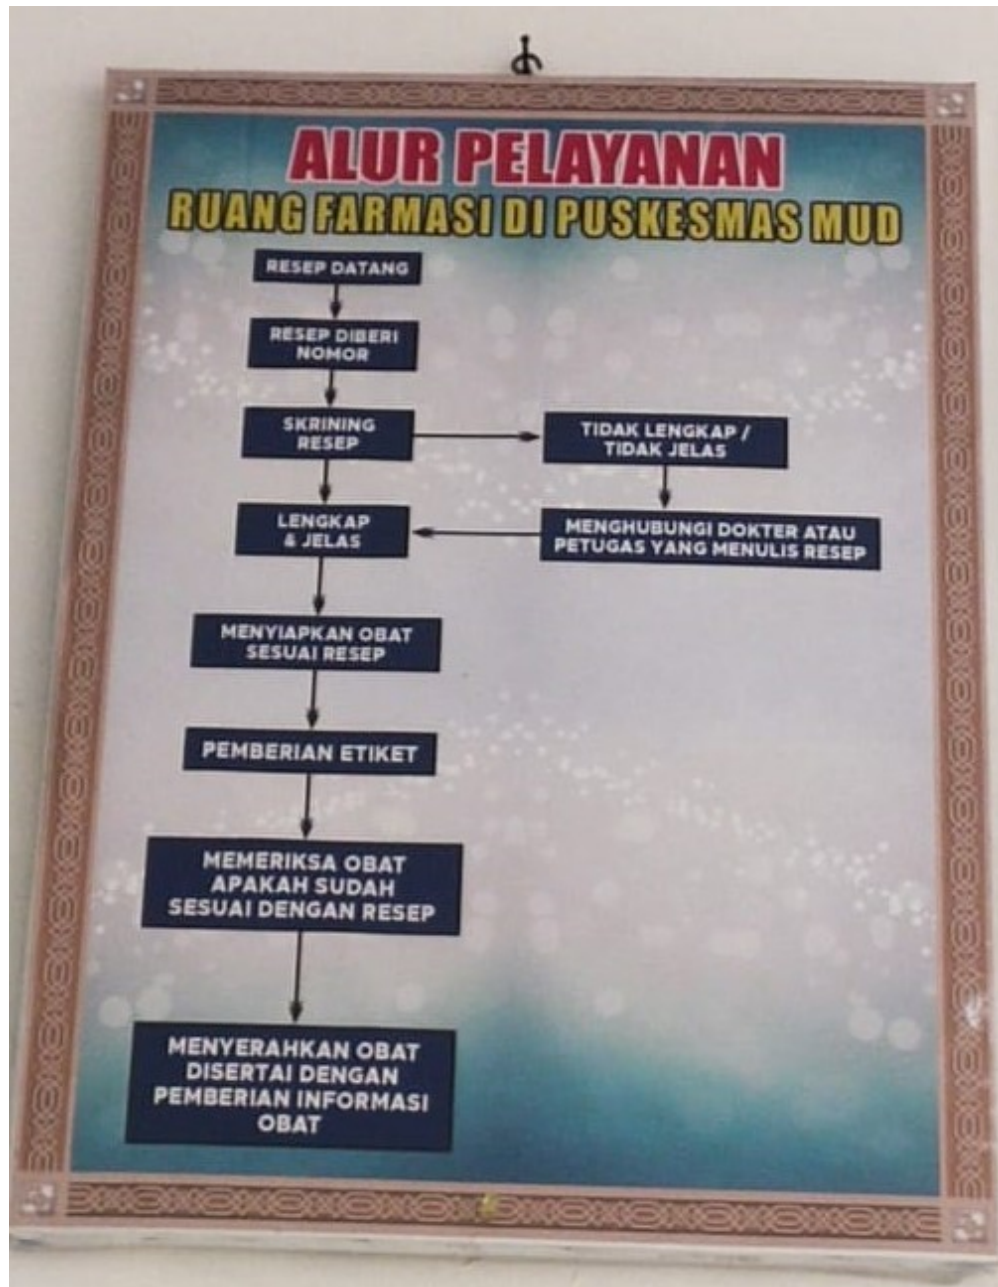 ALUR PELAYANAN
RUANG FARMASI DI PUSKESMAS MUD
RESEP DATANG
RESEP DIBERI
NOMOR
SKRINING
RESEP
TIDAK LENGKAP /
TIDAK JELAS
LENGKAP
& JELAS
MENGHUBUNGI DOKTER ATAU
PETUGAS YANG MENULIS RESEP
MENYIAPKAN OBAT
SESUAI RESEP
PEMBERIAN ETIKET
MEMERIKSA OBAT
APAKAH SUDAH
SESUAI DENGAN RESEP
MENYERAHKAN OBAT
DISERTAI DENGAN
PEMBERIAN INFORMASI
OBAT